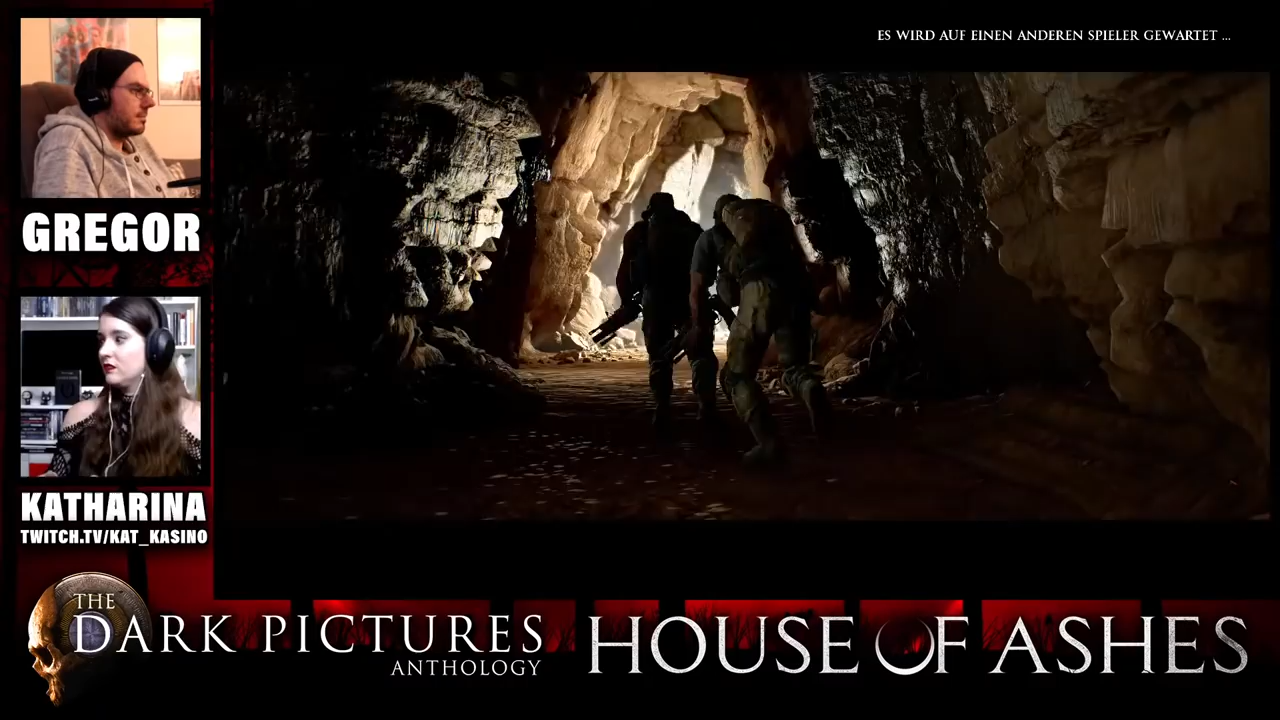 ES WIRD AUF EINEN ANDEREN SPIELER GEWARTET ...
GREGOR
KATHARINA
TWITCH.TV/KAT_KASINO
THE
DARK PICTURES
ANTHOLOGY
HOUSE OF ASHES